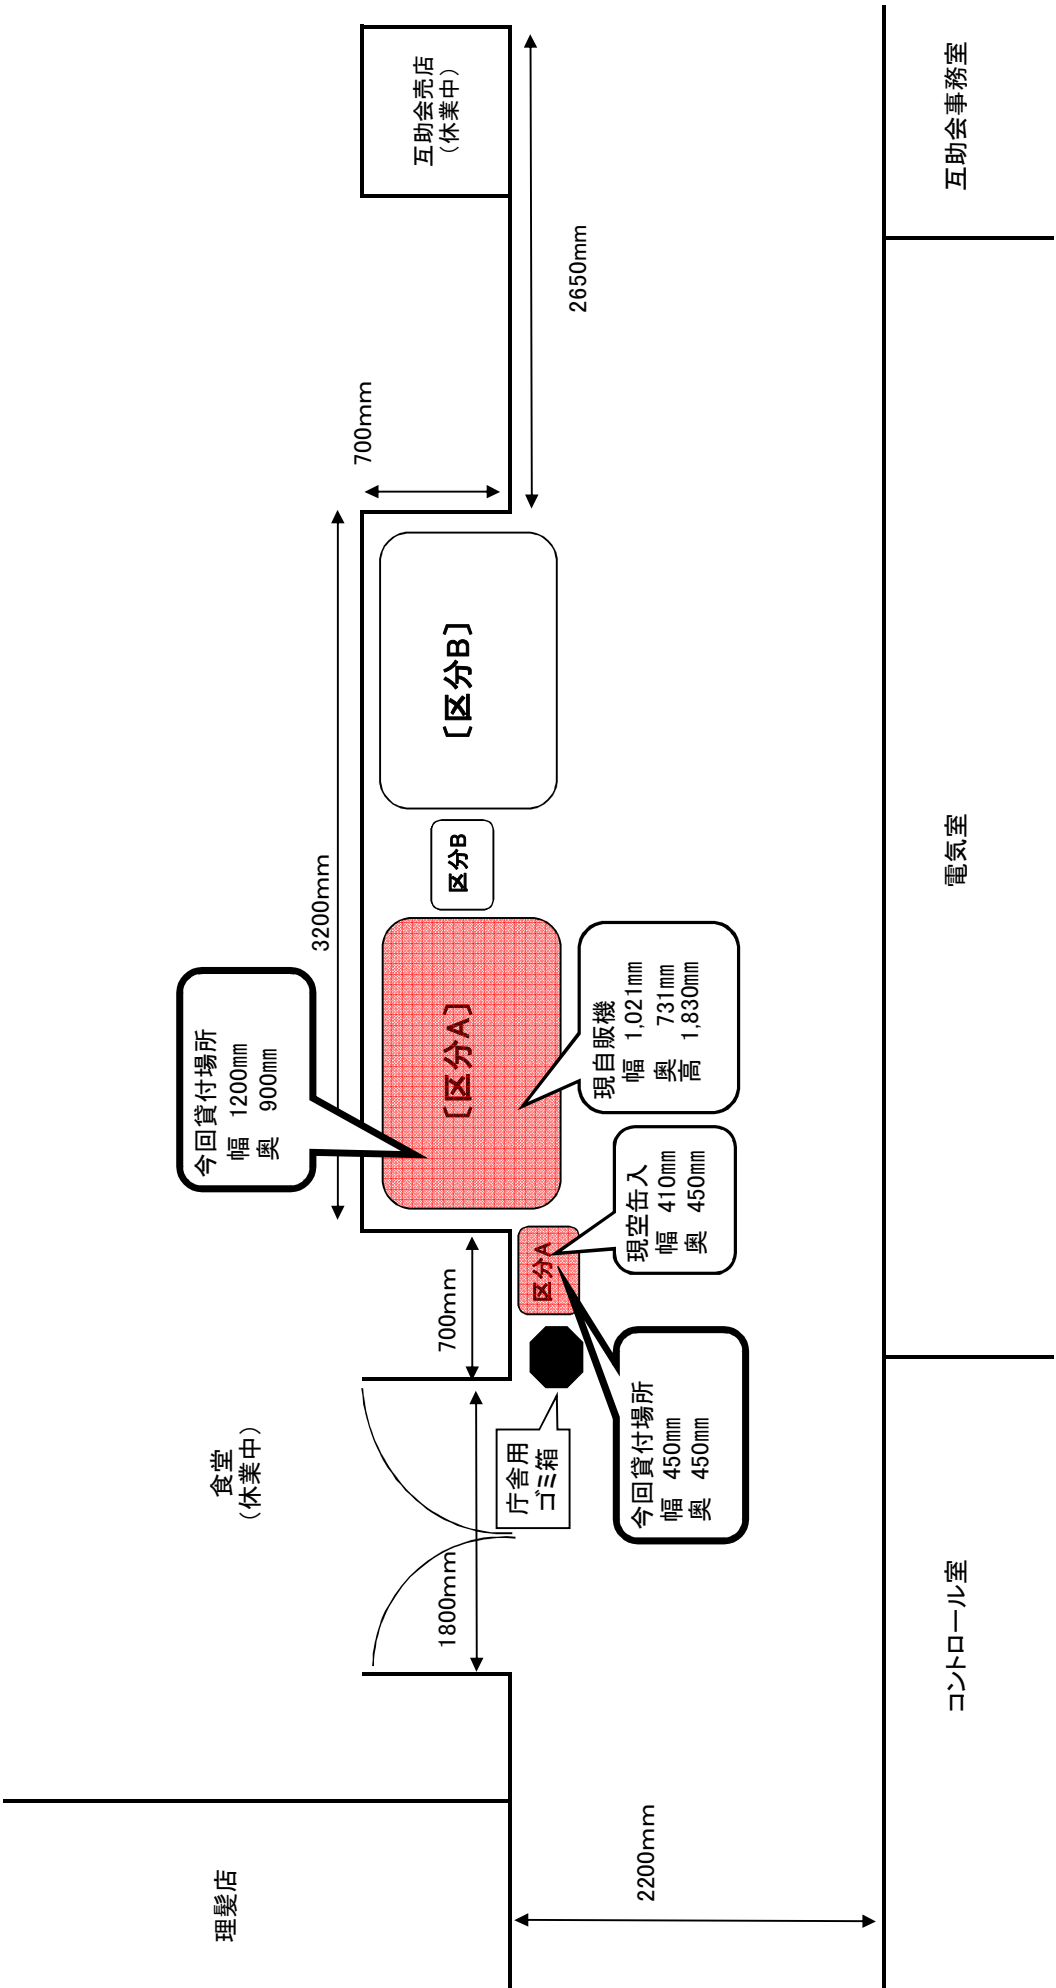 理髪店
食堂
（休業中）
互助会売店
（休業中）
1800mm
700mm
3200mm
700mm
2650mm
2200mm
今回貸付場所
幅　1200mm
奥　900mm
〔区分A〕
区分B
〔区分B〕
区分A
現自販機
幅　1,021mm
奥　731mm
高　1,830mm
現空缶入
幅　410mm
奥　450mm
庁舎用
ゴミ箱
今回貸付場所
幅　450mm
奥　450mm
コントロール室
電気室
互助会事務室